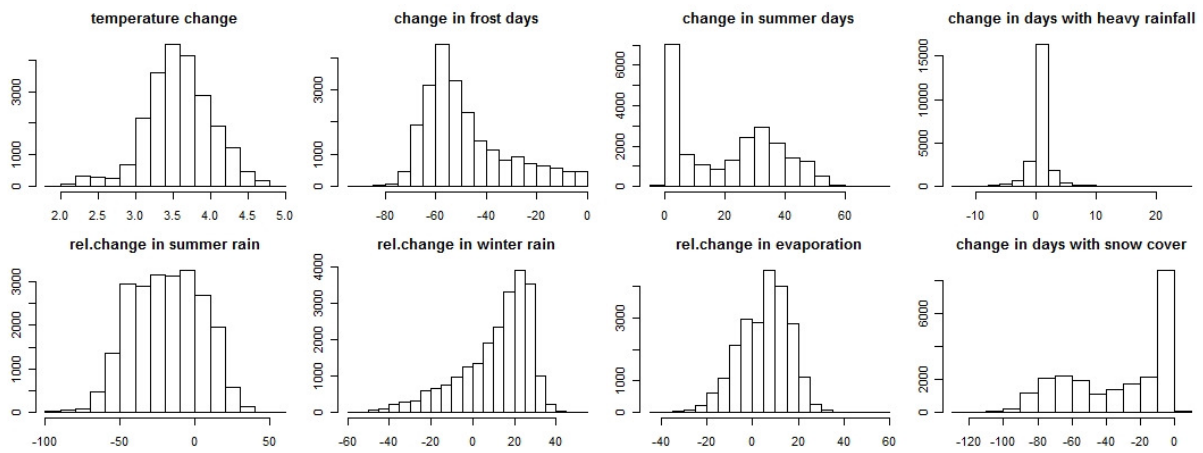 temperature change
change in frost days
change in summer days
change in days with heavy rainfall
1000 3000
2.0 2.5 3.0 3.5 4.0 4.5 5.0
0 1000 3000
-80 -60 -40 -20 0
0 2000 4000 6000
0 20 40 60
0 5000 10000 15000
-10 0 10 20
rel.change in summer rain
rel.change in winter rain
rel.change in evaporation
change in days with snow cover
0 1000 2000 3000
-100 -50 0 50
0 1000 2000 3000 4000
-60 -40 -20 0 20 40
0 1000 3000
-40 -20 0 20 40 60
0 2000 6000
-120 -100 -80 -60 -40 -20 0